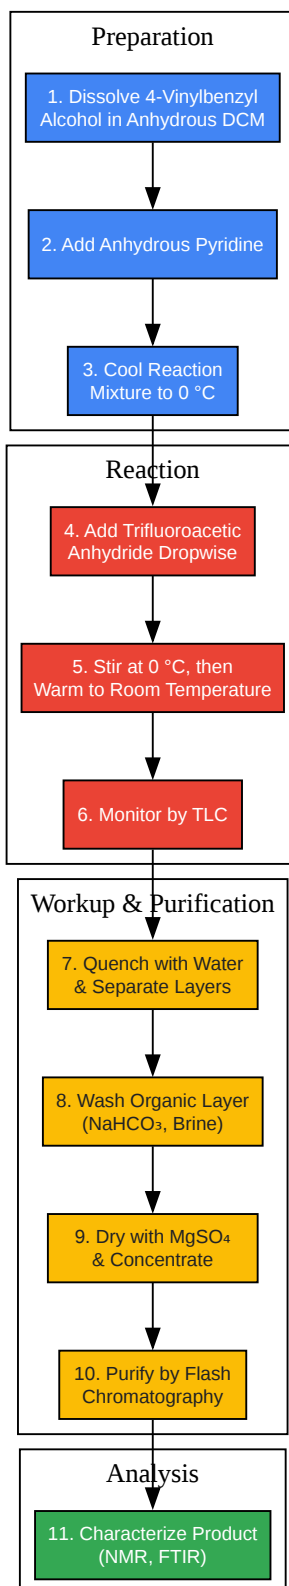 Preparation
1. Dissolve 4-Vinylbenzyl
Alcohol in Anhydrous DCM
2. Add Anhydrous Pyridine
3. Cool Reaction
Mixture to 0 °C
Reaction
4. Add Trifluoroacetic
Anhydride Dropwise
5. Stir at 0 °C, then
Warm to Room Temperature
6. Monitor by TLC
Workup & Purification
7. Quench with Water
& Separate Layers
8. Wash Organic Layer
(NaHCO₃, Brine)
9. Dry with MgSO₄
& Concentrate
10. Purify by Flash
Chromatography
Analysis
11. Characterize Product
(NMR, FTIR)